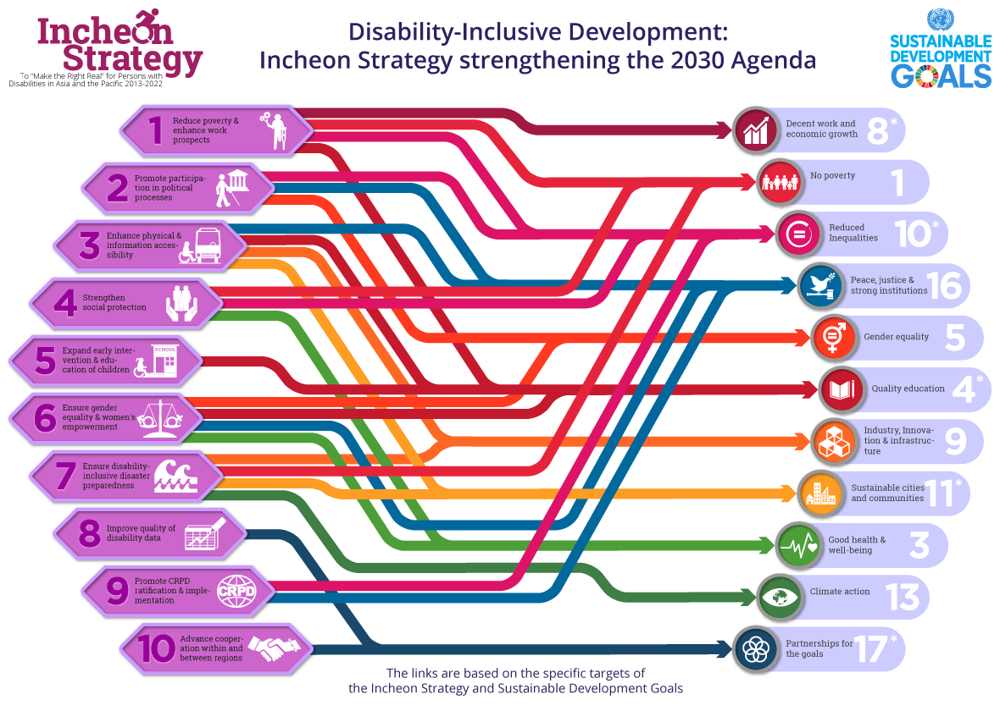 Incheon
Strategy
To “Make the Right Real” for Persons with
Disabilities in Asia and the Pacific 2013-2022
Disability-Inclusive Development:
Incheon Strategy strengthening the 2030 Agenda
SUSTAINABLE
DEVELOPMENT
GOALS
1
Reduce poverty &
enhance work
prospects
2
Promote participa-
tion in political
processes
3
Enhance physical &
information acces-
sibility
4
Strengthen
social protection
5
Expand early inter-
vention & edu-
cation of children
SCHOOL
6
Ensure gender
equality & women's
empowerment
7
Ensure disability-
inclusive disaster
preparedness
8
Improve quality of
disability data
9
Promote CRPD
ratification & imple-
mentation
CRPD
10
Advance cooper-
ation within and
between regions
Decent work and
economic growth
8*
No poverty
1
Reduced
Inequalities
10*
Peace, justice &
strong institutions
16
Gender equality
5
Quality education
4*
Industry, Innova-
tion & infrastruc-
ture
9
Sustainable cities
and communities
11*
Good health &
well-being
3
Climate action
13
Partnerships for
the goals
17*
The links are based on the specific targets of
the Incheon Strategy and Sustainable Development Goals